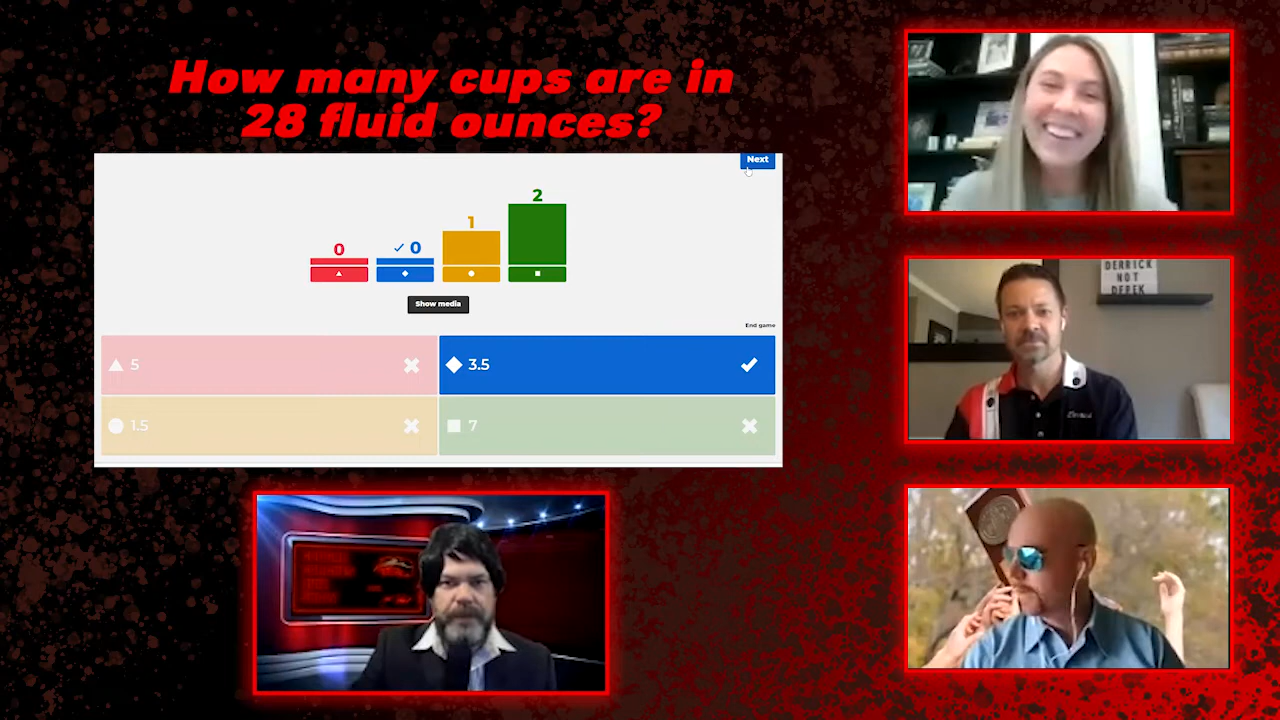 How many cups are in
28 fluid ounces?
Next
0
0
1
2
Show media
End game
5
3.5
1.5
7
DERRICK
NOT
DEREK